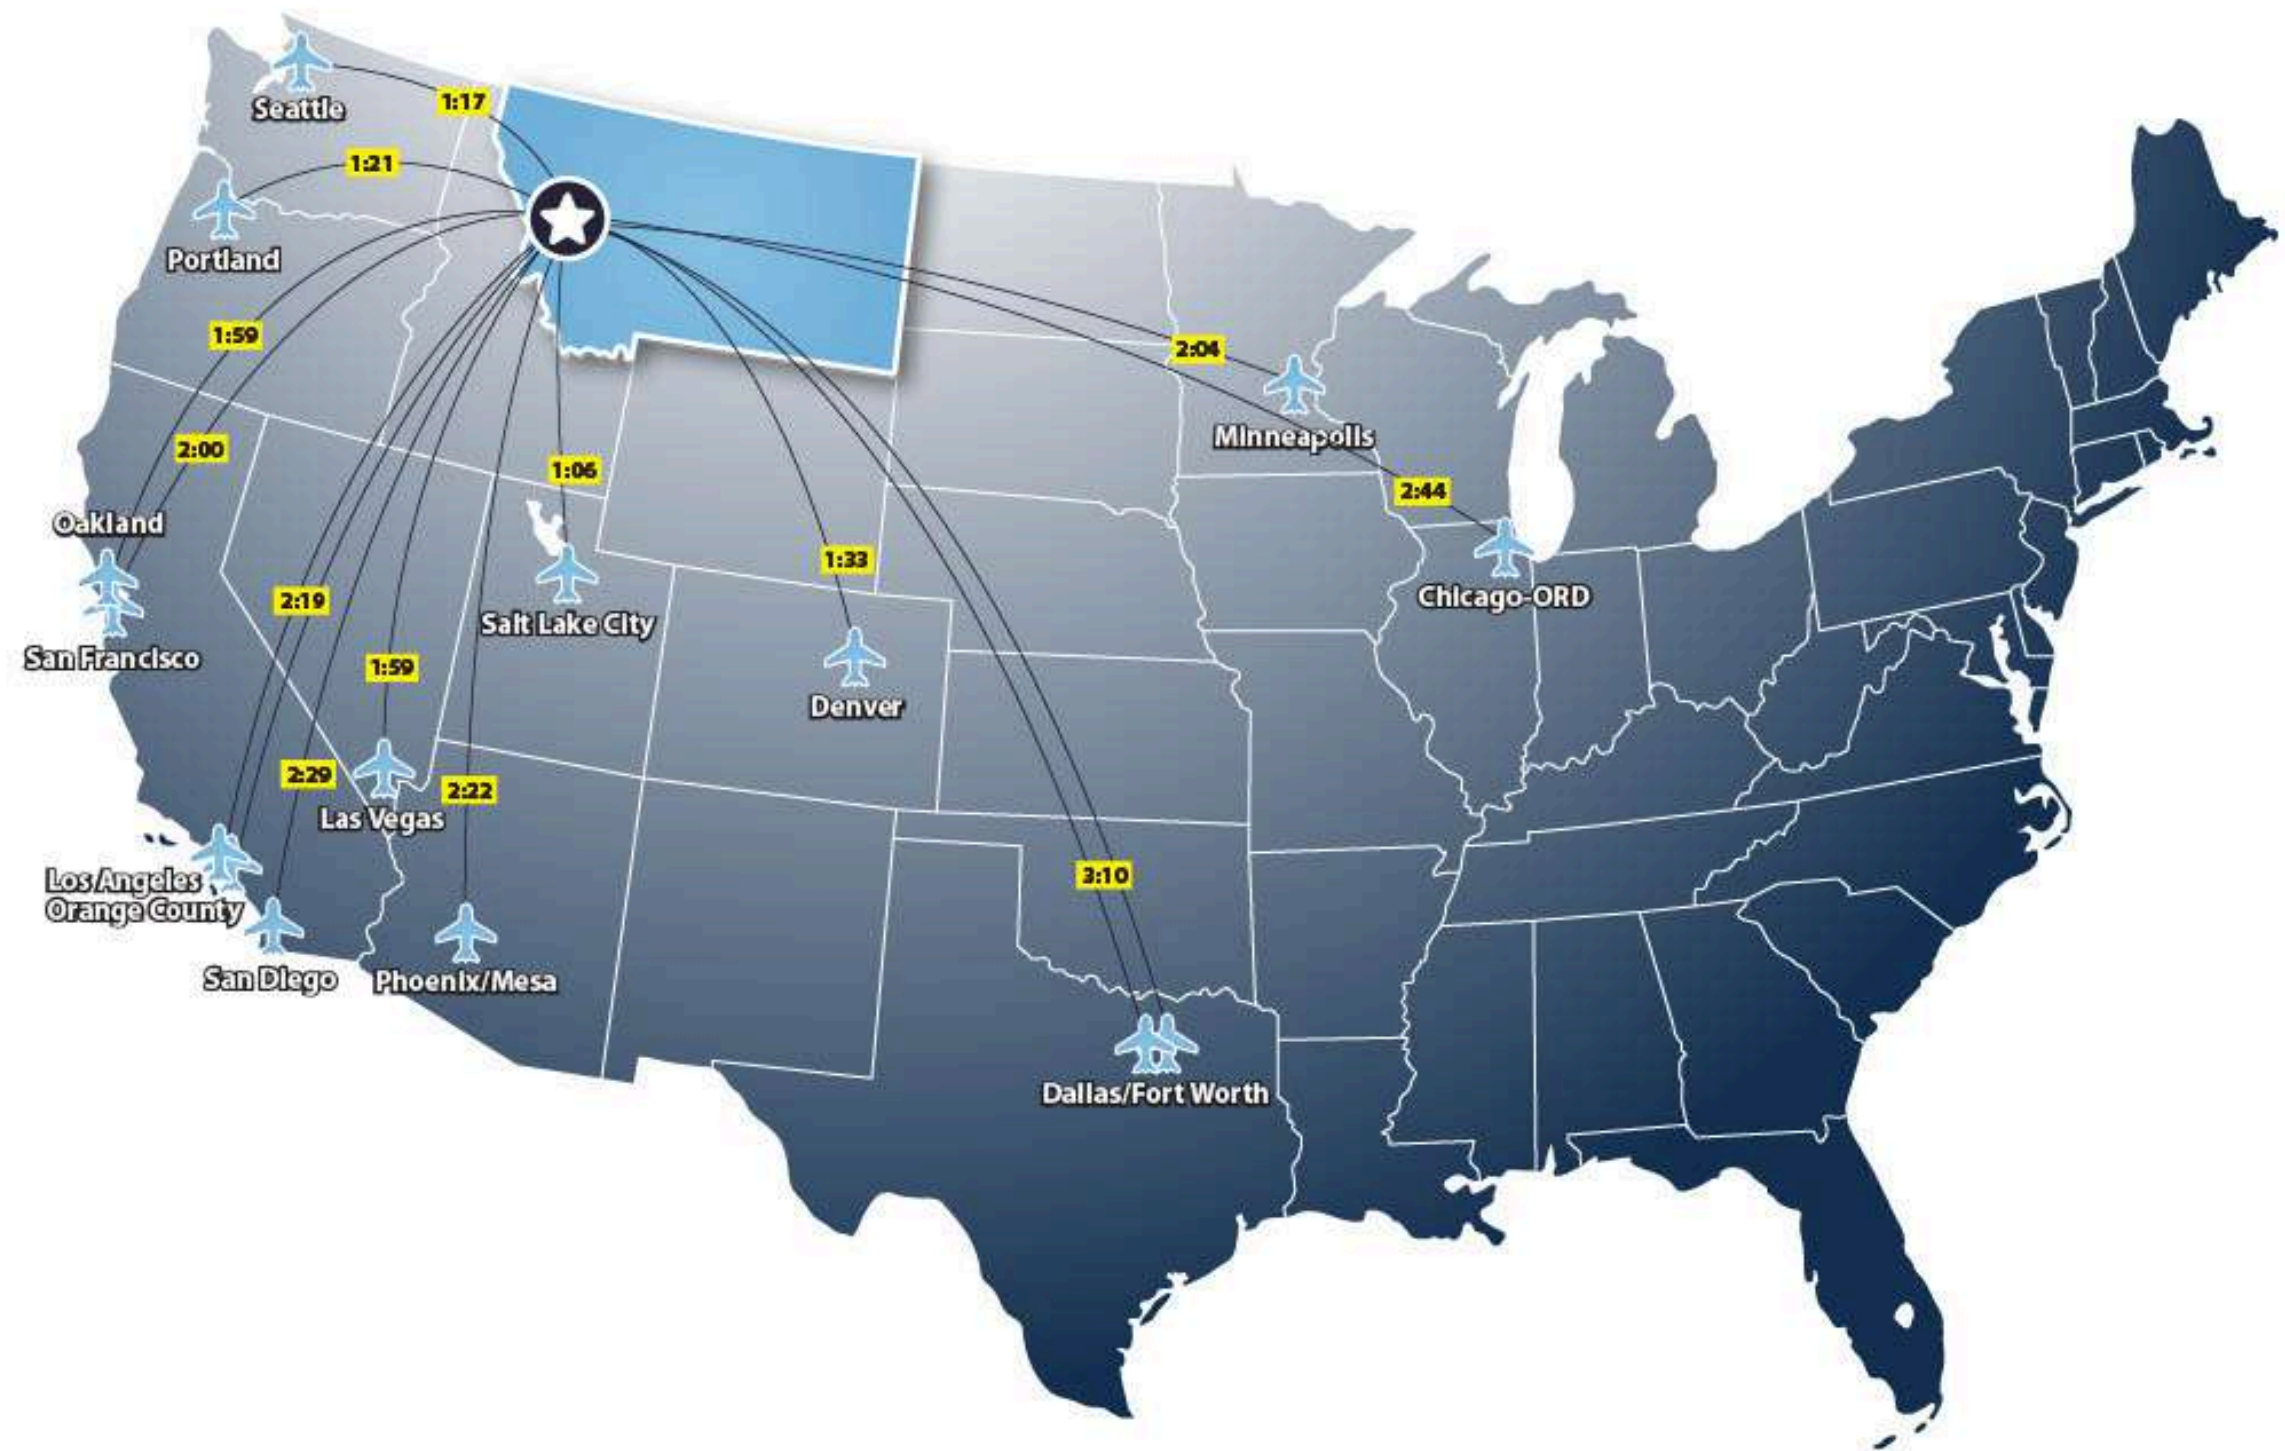 Seattle
1:17
1:21
Portland
1:59
2:04
Minneapolis
2:00
1:06
2:44
Oakland
1:33
Chicago-ORD
2:19
Salt Lake City
San Francisco
1:59
Denver
2:29
2:22
Las Vegas
3:10
Los Angeles
Orange County
San Diego
Phoenix/Mesa
Dallas/Fort Worth